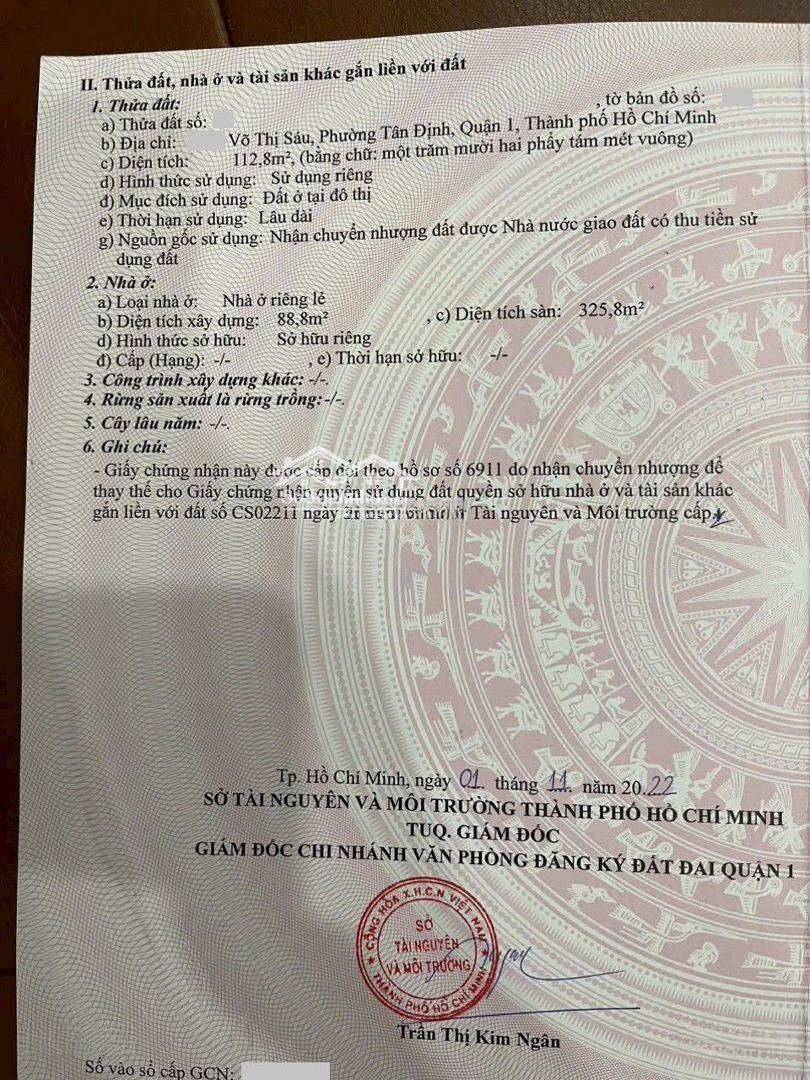 II. Thửa đất, nhà ở và tài sản khác gắn liền với đất
1. Thửa đất:
a) Thửa đất số: , tờ bản đồ số:
b) Địa chỉ: Võ Thị Sáu, Phường Tân Định, Quận 1, Thành phố Hồ Chí Minh
c) Diện tích: 112,8m², (bằng chữ: một trăm mười hai phẩy tám mét vuông)
d) Hình thức sử dụng: Sử dụng riêng
đ) Mục đích sử dụng: Đất ở tại đô thị
e) Thời hạn sử dụng: Lâu dài
g) Nguồn gốc sử dụng: Nhận chuyển nhượng đất được Nhà nước giao đất có thu tiền sử
dụng đất
2. Nhà ở:
a) Loại nhà ở: Nhà ở riêng lẻ
b) Diện tích xây dựng: 88,8m² , c) Diện tích sàn: 325,8m²
d) Hình thức sở hữu: Sở hữu riêng
đ) Cấp (Hạng): -/- , e) Thời hạn sở hữu: -/-
3. Công trình xây dựng khác: -/-.
4. Rừng sản xuất là rừng trồng:-/-.
5. Cây lâu năm: -/-.
6. Ghi chú:
- Giấy chứng nhận này được cấp đổi theo hồ sơ số 6911 do nhận chuyển nhượng để
thay thế cho Giấy chứng nhận quyền sử dụng đất quyền sở hữu nhà ở và tài sản khác
gắn liền với đất số CS02211 ngày Tài nguyên và Môi trường cấp
Tp. Hồ Chí Minh, ngày 01. tháng 11. năm 20.22
SỞ TÀI NGUYÊN VÀ MÔI TRƯỜNG THÀNH PHỐ HỒ CHÍ MINH
TUQ. GIÁM ĐỐC
GIÁM ĐỐC CHI NHÁNH VĂN PHÒNG ĐĂNG KÝ ĐẤT ĐAI QUẬN 1
CỘNG HÒA X.H.C.N VIỆT NAM
SỞ
TÀI NGUYÊN
VÀ MÔI TRƯỜNG
THÀNH PHỐ HỒ CHÍ MINH
Trần Thị Kim Ngân
Số vào sổ cấp GCN: